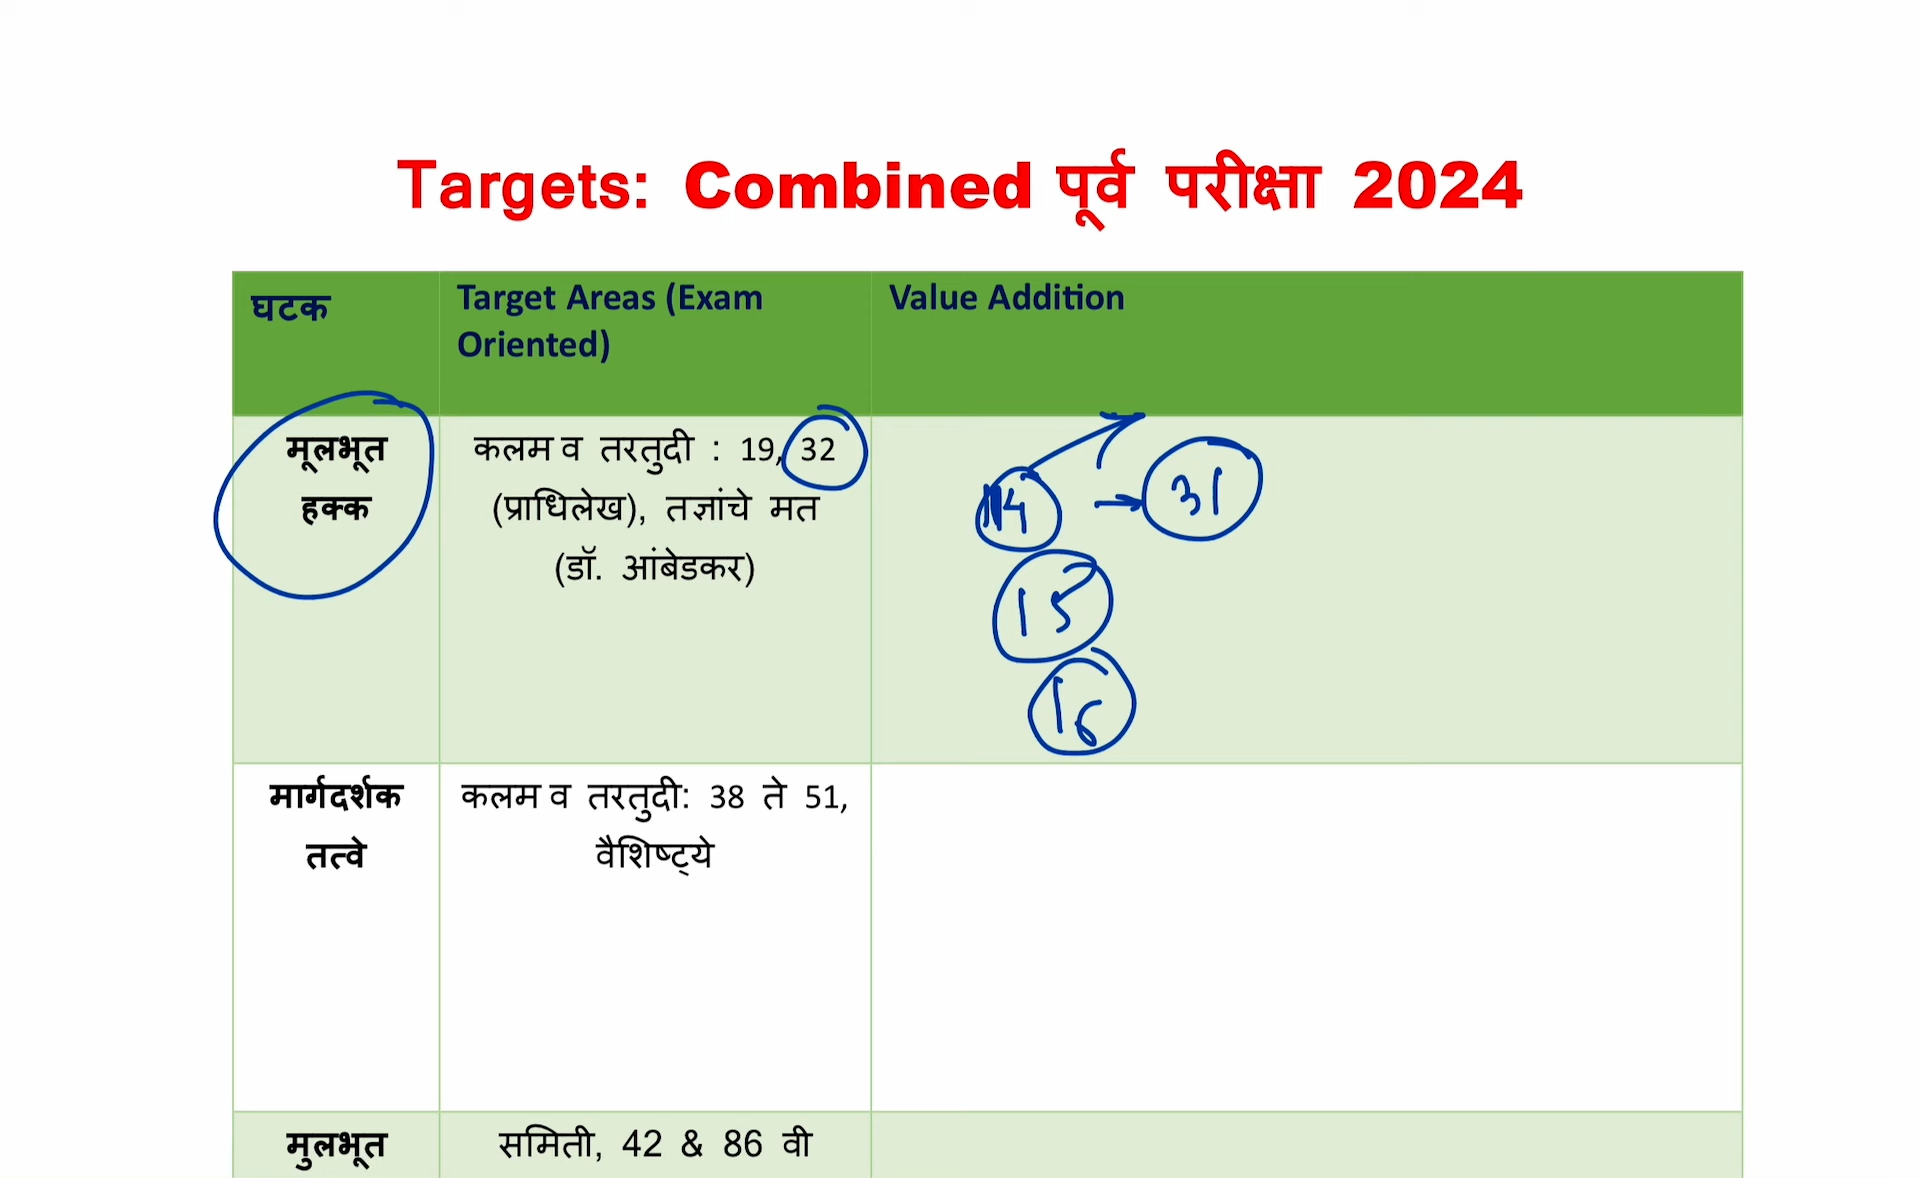 Targets: Combined पूर्व परीक्षा 2024
घटक
Target Areas (Exam
Oriented)
Value Addition
मूलभूत
हक्क
कलम व तरतुदी : 19, 32
(प्राधिलेख), तज्ञांचे मत
(डॉ. आंबेडकर)
14
31
15
16
मार्गदर्शक
तत्वे
कलम व तरतुदी: 38 ते 51,
वैशिष्ट्ये
मुलभूत
समिती, 42 & 86 वी